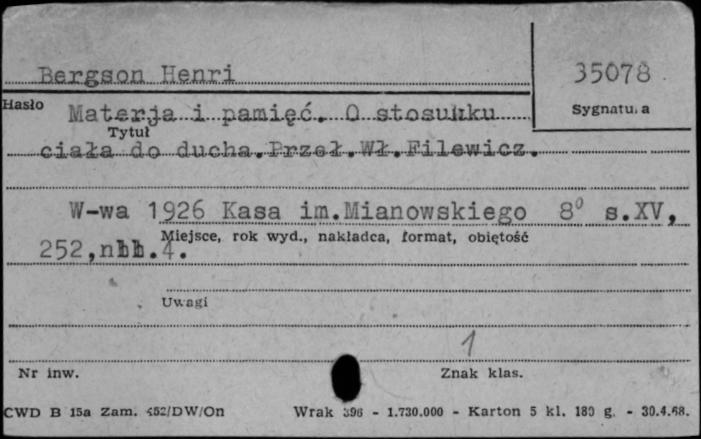 Bergson Henri
35078
Hasło
Sygnatura
Materja i pamięć. O stosunku
Tytuł
ciała do ducha.Przeł.Wł.Filewicz.
W-wa 1926 Kasa im.Mianowskiego 8⁰ s.XV,
Miejsce, rok wyd., nakładca, format, objętość
252,nlb.4.
Uwagi
1
Nr inw.
Znak klas.
CWD B 15a Zam. 452/DW/On
Wrak 396 - 1.730.000 - Karton 5 kl. 180 g. - 30.4.68.